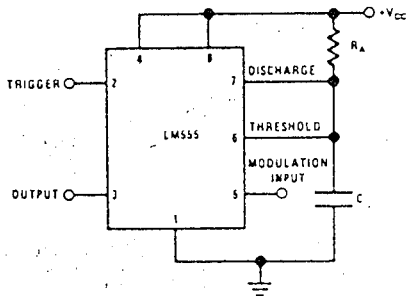 +VCC
RA
4
8
DISCHARGE
7
TRIGGER
2
LM555
THRESHOLD
6
MODULATION
INPUT
OUTPUT
3
5
C
1